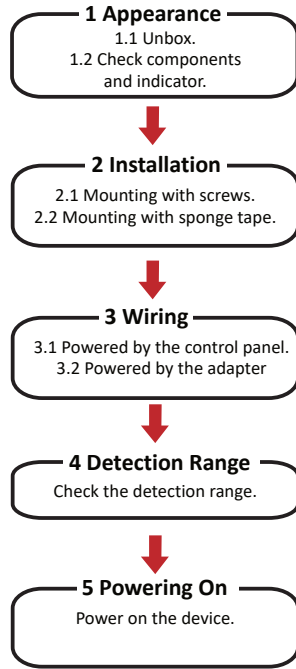 1 Appearance
1.1 Unbox.
1.2 Check components
and indicator.
2 Installation
2.1 Mounting with screws.
2.2 Mounting with sponge tape.
3 Wiring
3.1 Powered by the control panel.
3.2 Powered by the adapter
4 Detection Range
Check the detection range.
5 Powering On
Power on the device.